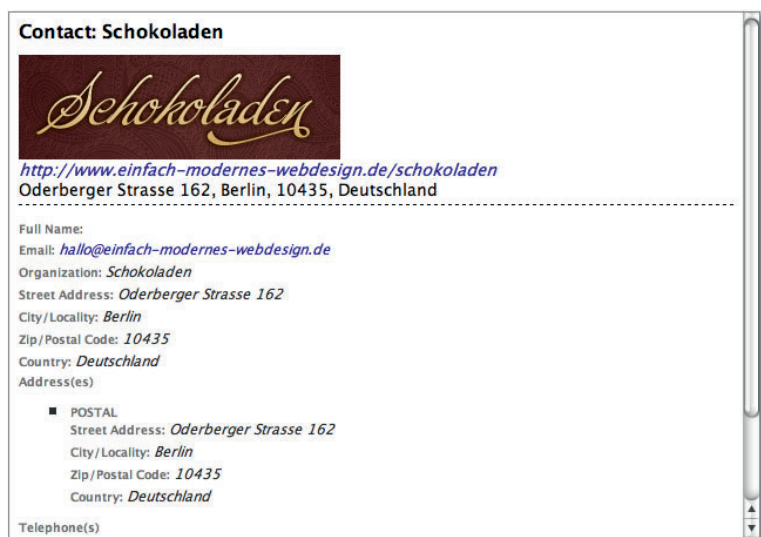 Contact: Schokoladen
Schokoladen
http://www.einfach-modernes-webdesign.de/schokoladen
Oderberger Strasse 162, Berlin, 10435, Deutschland
Full Name:
Email: hallo@einfach-modernes-webdesign.de
Organization: Schokoladen
Street Address: Oderberger Strasse 162
City/Locality: Berlin
Zip/Postal Code: 10435
Country: Deutschland
Address(es)
POSTAL
Street Address: Oderberger Strasse 162
City/Locality: Berlin
Zip/Postal Code: 10435
Country: Deutschland
Telephone(s)